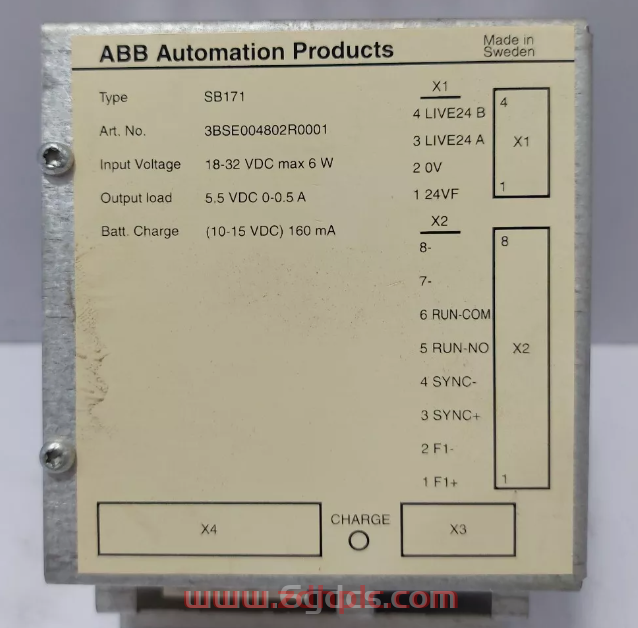 ABB Automation Products
Made in
Sweden
Type SB171
Art. No. 3BSE004802R0001
Input Voltage 18-32 VDC max 6 W
Output load 5.5 VDC 0-0.5 A
Batt. Charge (10-15 VDC) 160 mA
X1
4 LIVE24 B
3 LIVE24 A
2 0V
1 24VF
4
X1
1
X2
8-
7-
6 RUN-COM
5 RUN-NO
4 SYNC-
3 SYNC+
2 F1-
1 F1+
8
X2
1
X4
CHARGE
X3